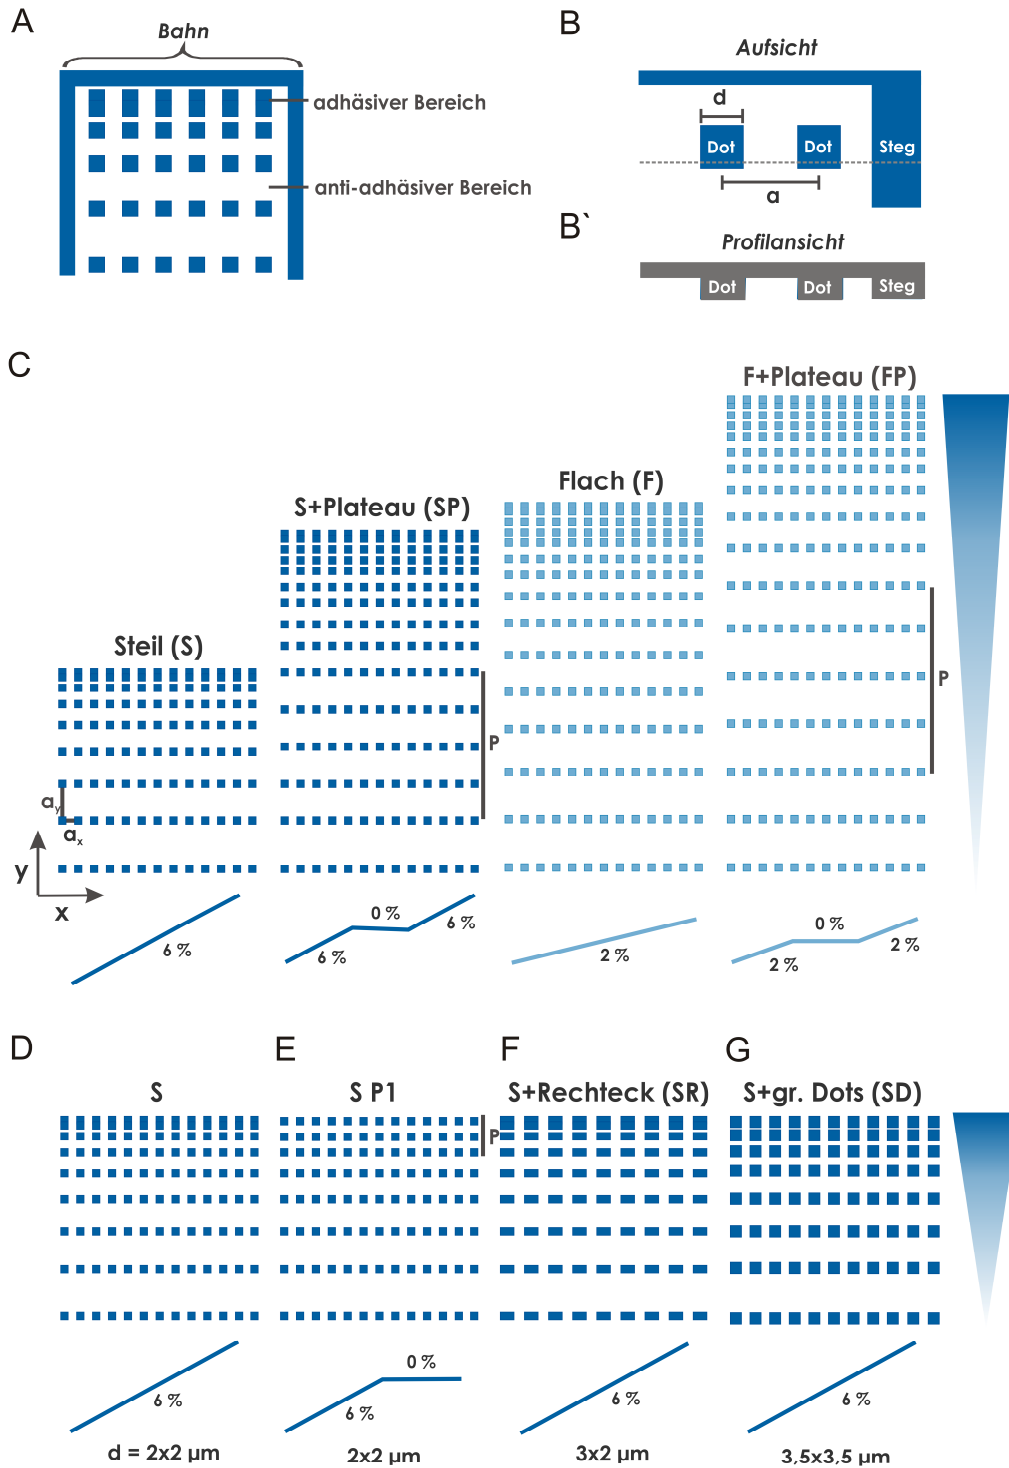 A
Bahn
adhäsiver Bereich
anti-adhäsiver Bereich
B
Aufsicht
d
Dot
Dot
Steg
a
B`
Profilansicht
Dot
Dot
Steg
C
F+Plateau (FP)
Flach (F)
S+Plateau (SP)
Steil (S)
P
P
ay
ax
y
x
6 %
0 %
6 %
6 %
2 %
0 %
2 %
2 %
D
E
F
G
S
S P1
S+Rechteck (SR)
S+gr. Dots (SD)
P
6 %
0 %
6 %
6 %
6 %
d = 2x2 µm
2x2 µm
3x2 µm
3,5x3,5 µm